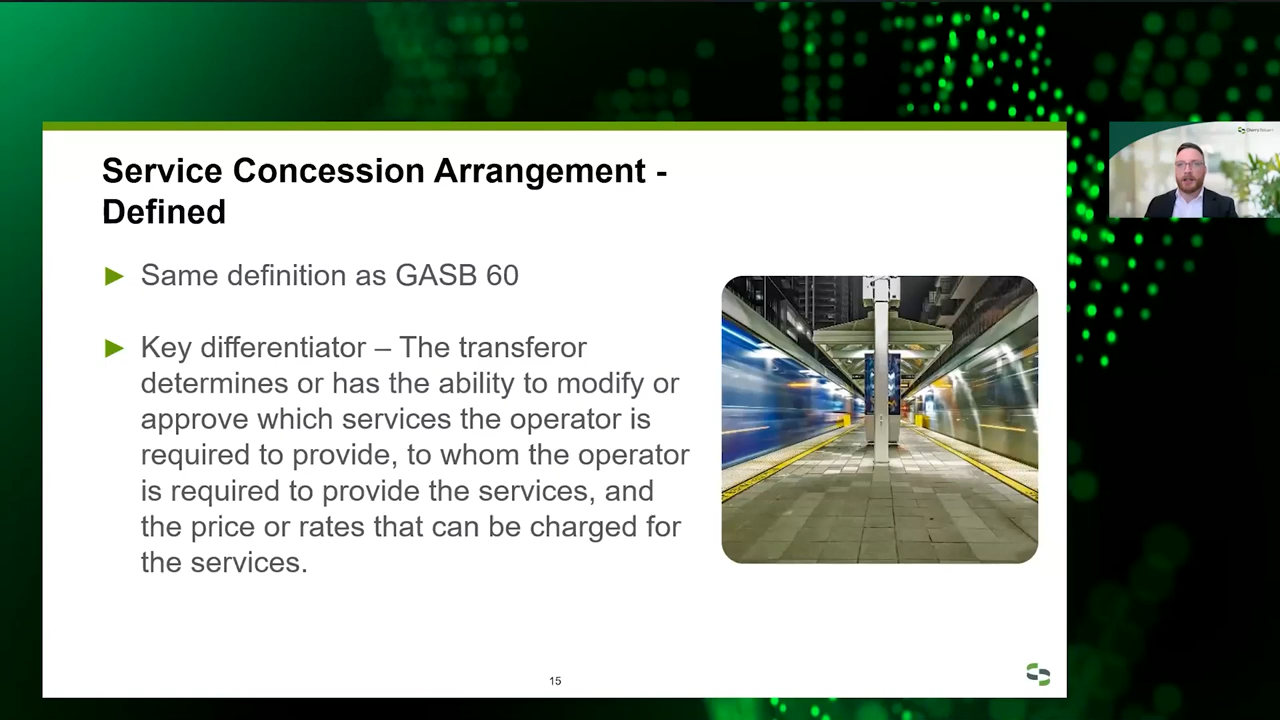 Service Concession Arrangement -
Defined
► Same definition as GASB 60
► Key differentiator – The transferor
determines or has the ability to modify or
approve which services the operator is
required to provide, to whom the operator
is required to provide the services, and
the price or rates that can be charged for
the services.
15